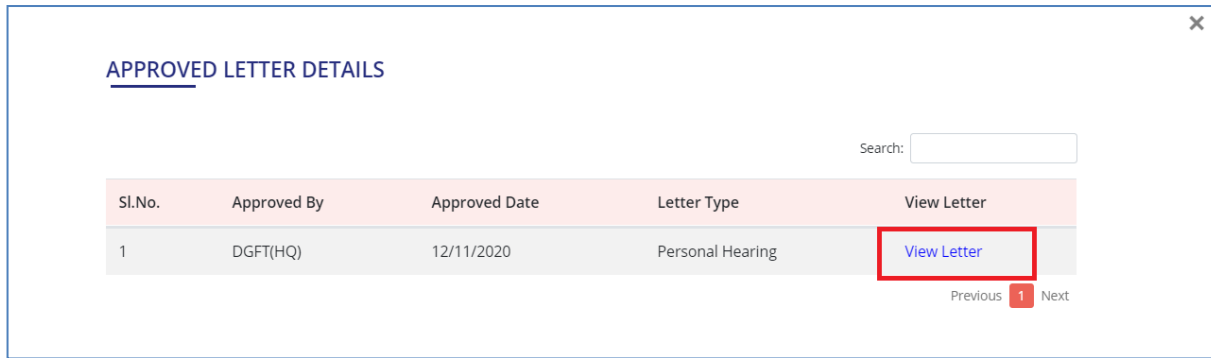 ×
APPROVED LETTER DETAILS
Search:
Sl.No. Approved By Approved Date Letter Type View Letter
1 DGFT(HQ) 12/11/2020 Personal Hearing View Letter
Previous 1 Next